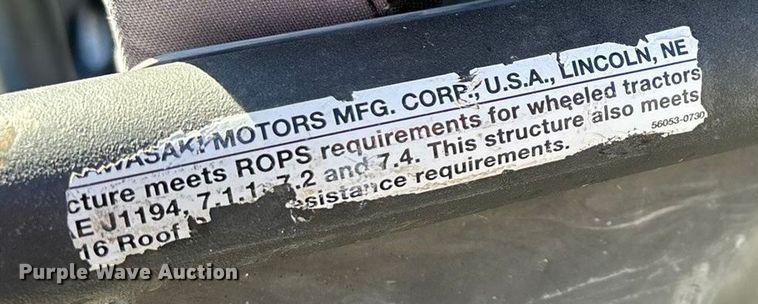 AWASAKI MOTORS MFG. CORP., U.S.A., LINCOLN, NE
cture meets ROPS requirements for wheeled tractors
E J1194, 7.1.1, 7.2 and 7.4. This structure also meets
16 Roof sistance requirements.
56053-0730
Purple Wave Auction